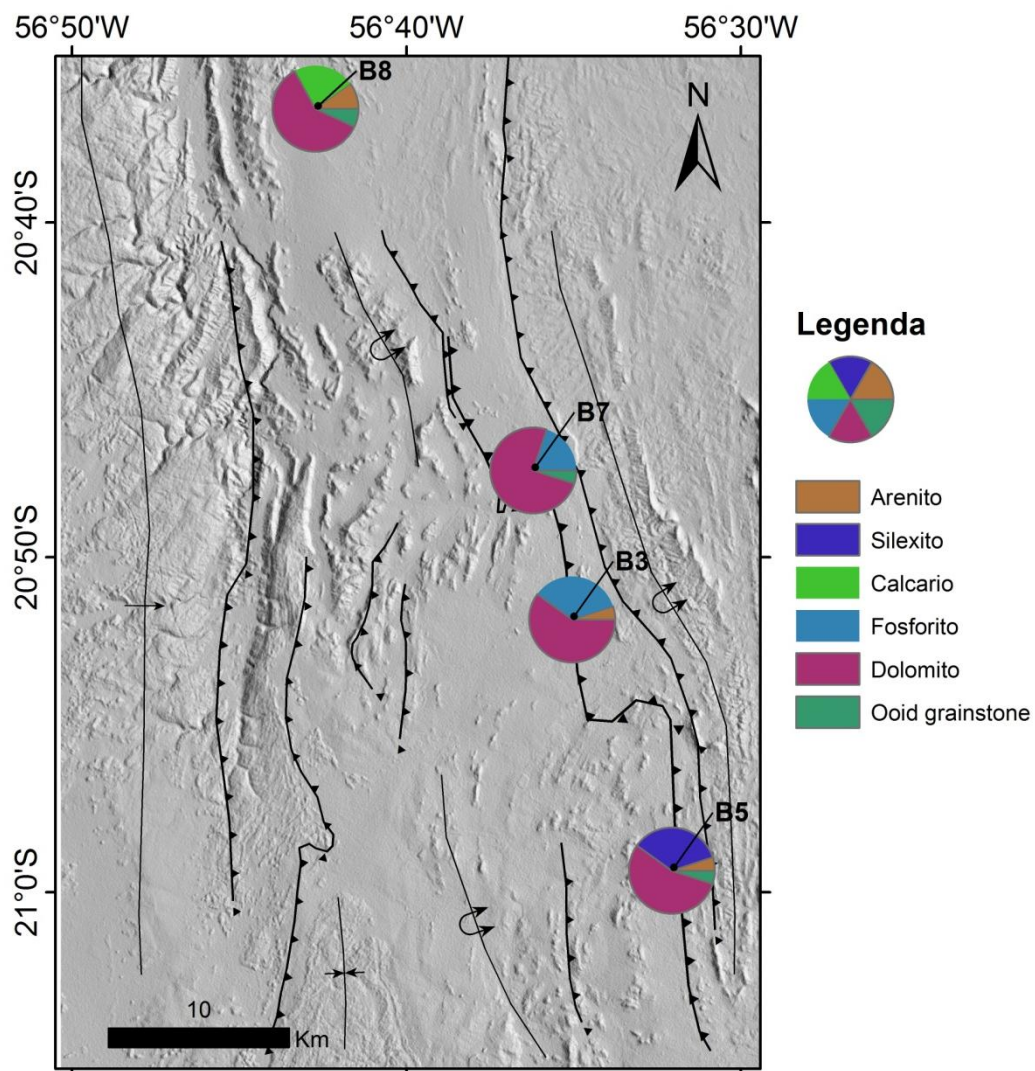 56°50'W
56°40'W
56°30'W
B8
N
20°40'S
B7
20°50'S
B3
B5
21°0'S
10
Km
Legenda
Arenito
Silexito
Calcario
Fosforito
Dolomito
Ooid grainstone